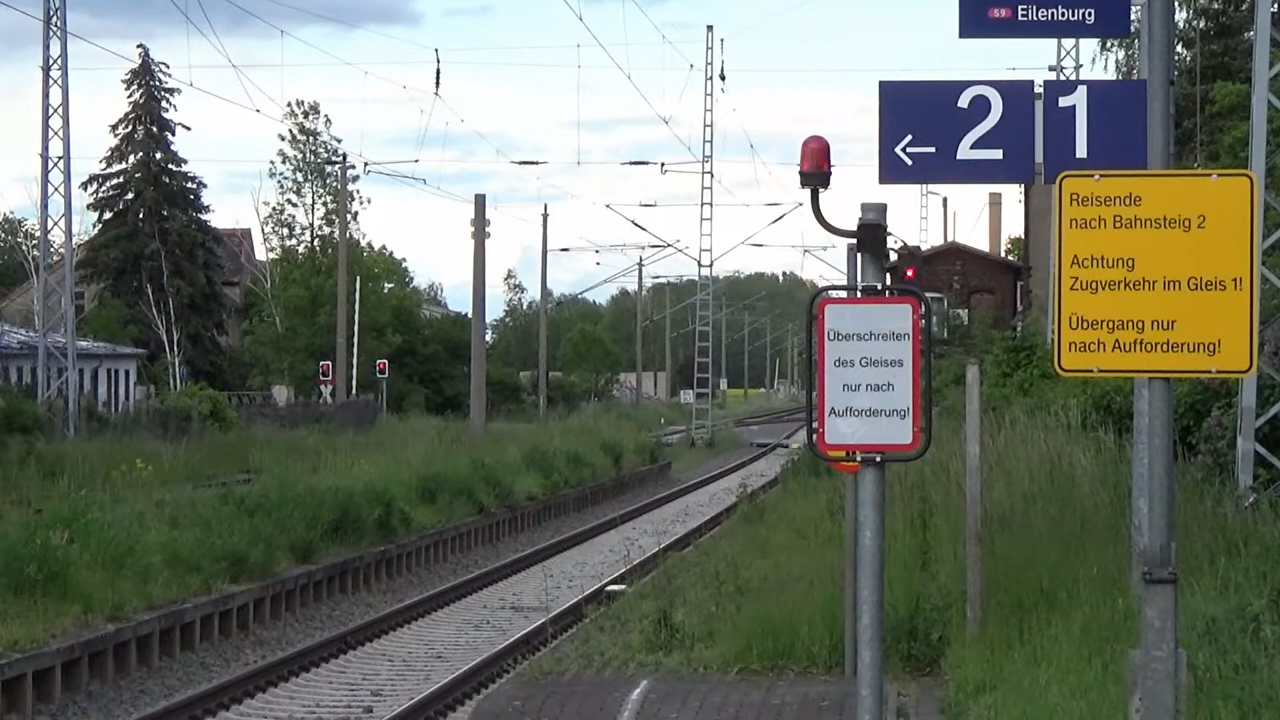 S9 Eilenburg
← 2 1
Reisende
nach Bahnsteig 2
Achtung
Zugverkehr im Gleis 1!
Übergang nur
nach Aufforderung!
Überschreiten
des Gleises
nur nach
Aufforderung!